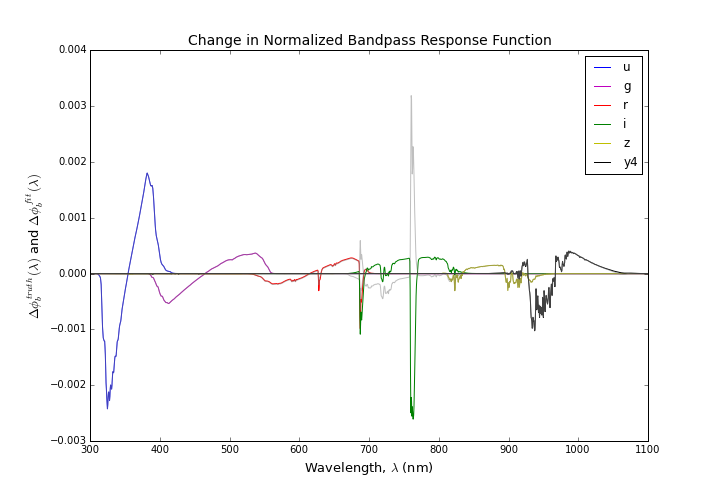 Change in Normalized Bandpass Response Function
Δϕ_b^{truth}(λ) and Δϕ_b^{fit}(λ)
0.004
0.003
0.002
0.001
0.000
−0.001
−0.002
−0.003
u
g
r
i
z
y4
300 400 500 600 700 800 900 1000 1100
Wavelength, λ (nm)